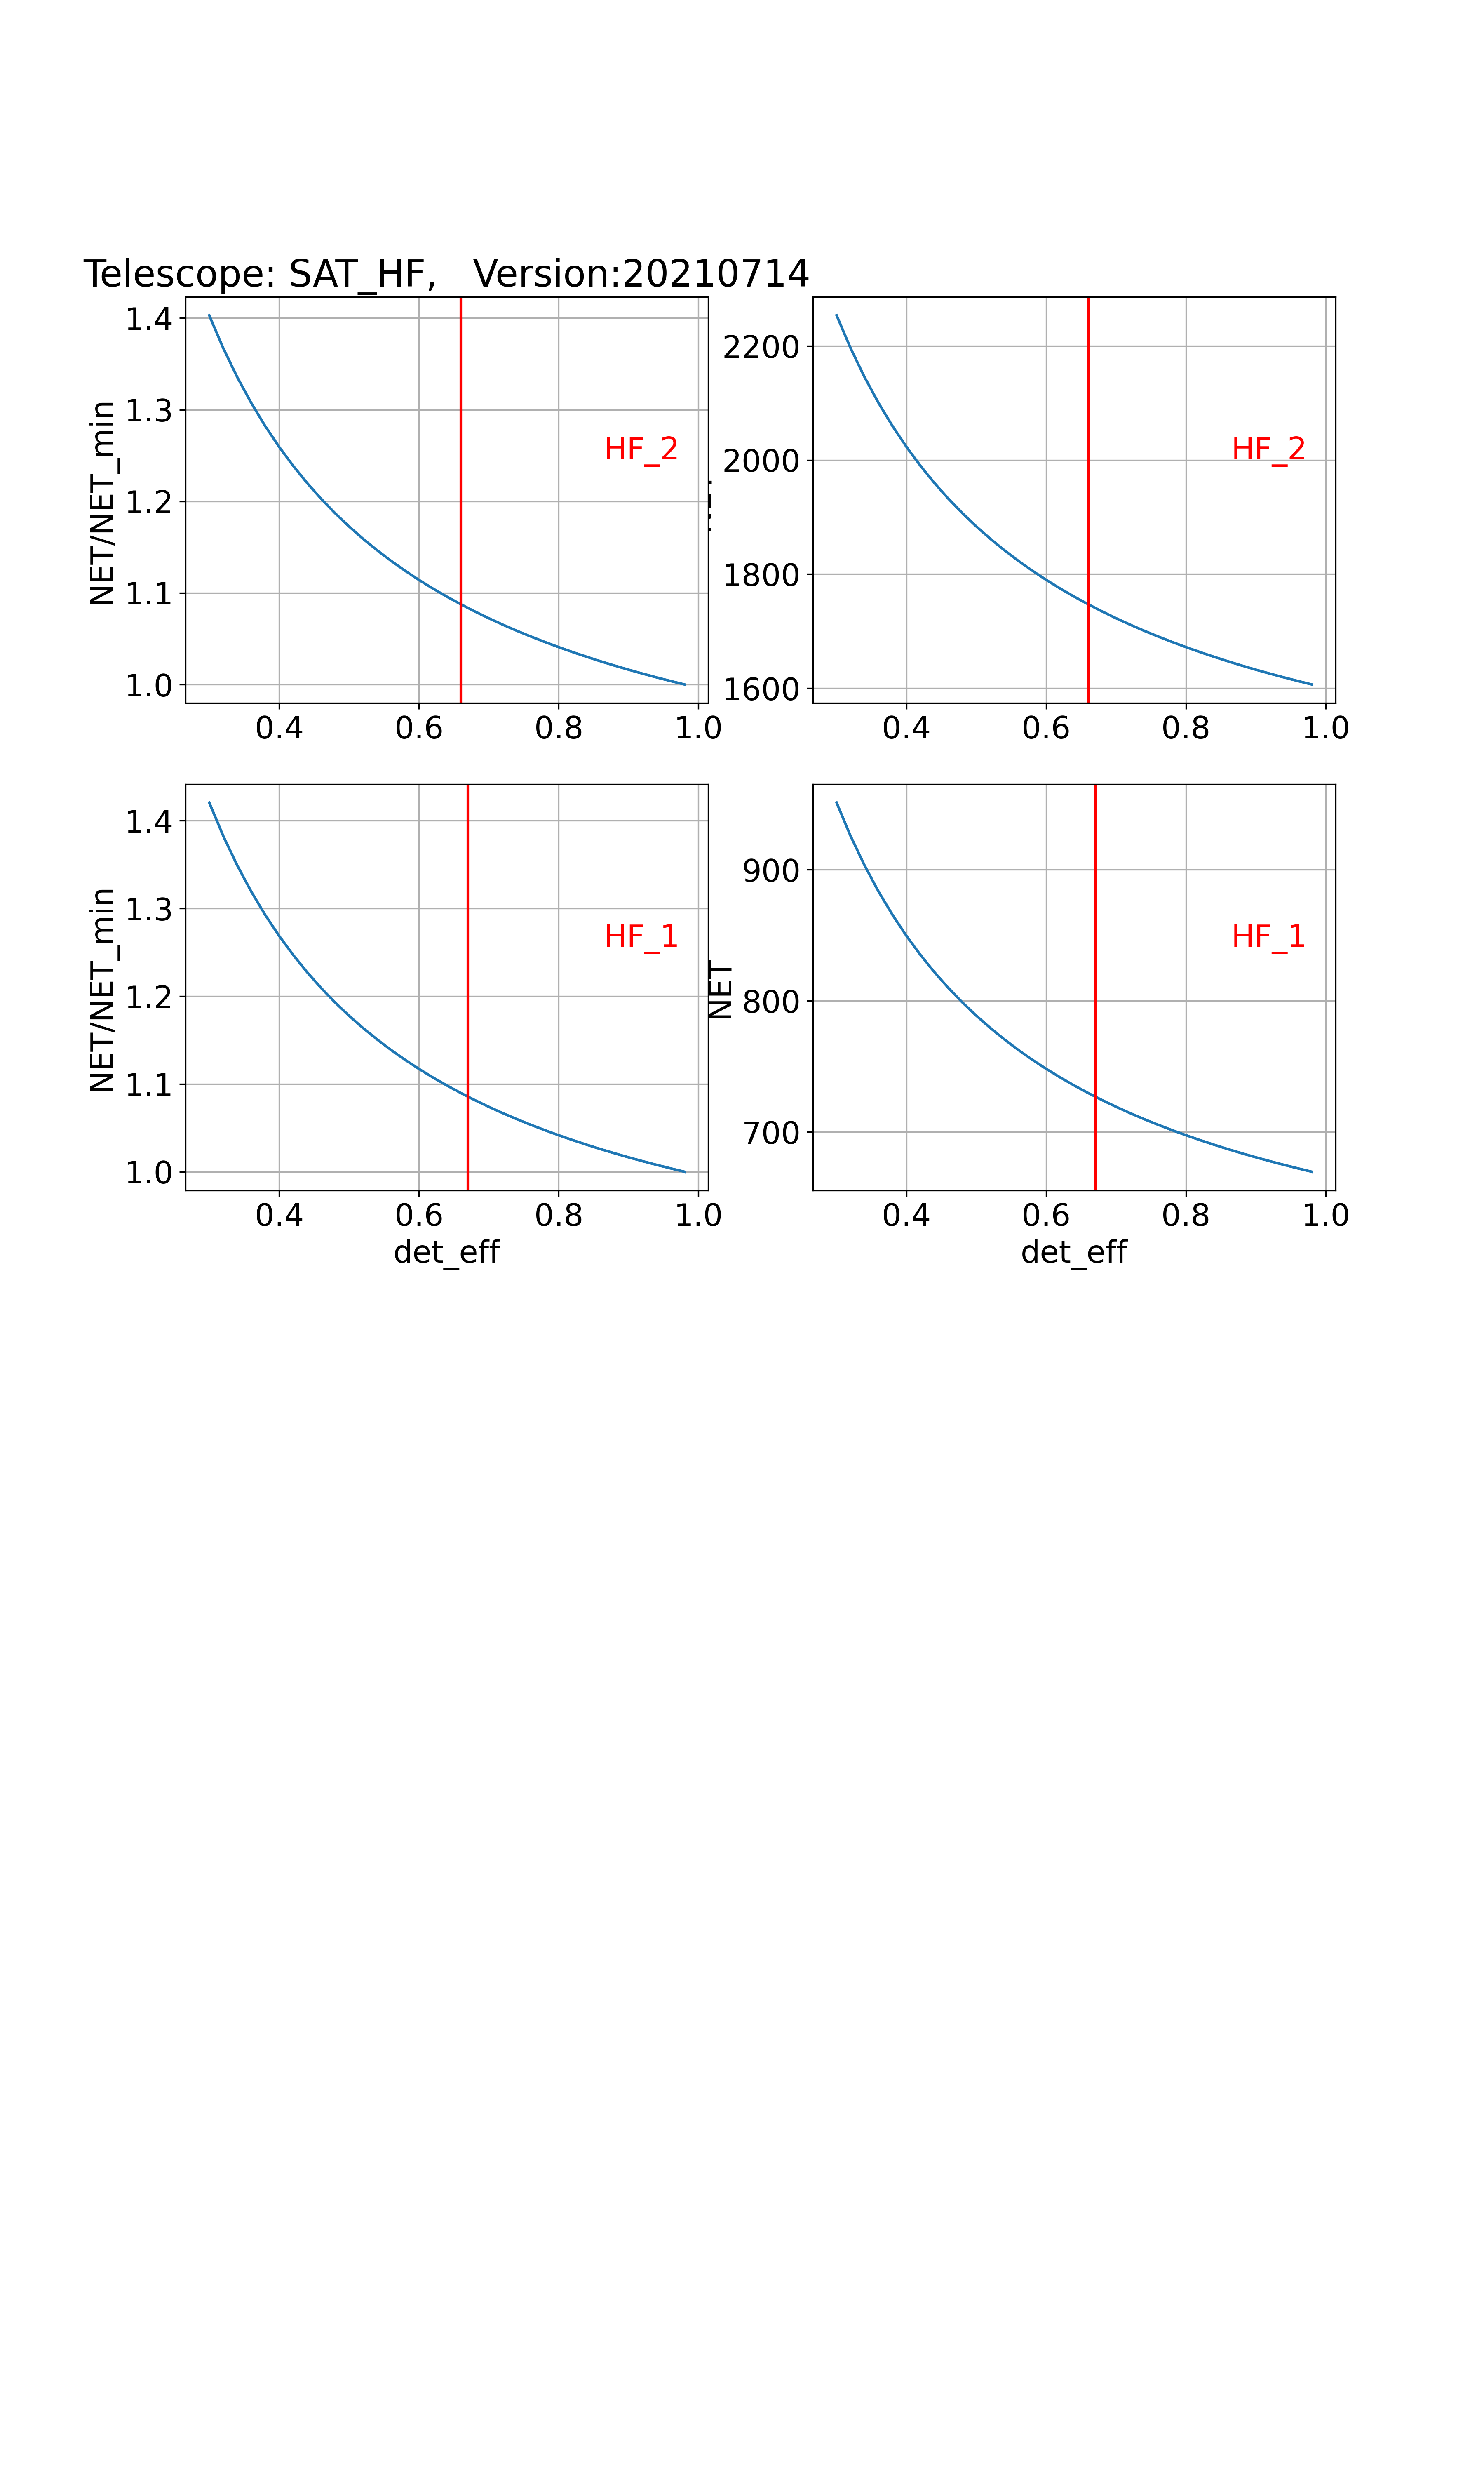 Telescope: SAT_HF,   Version:20210714
NET/NET_min
1.4
1.3
1.2
1.1
1.0
0.4 0.6 0.8 1.0
HF_2
2200
2000
1800
1600
0.4 0.6 0.8 1.0
HF_2
NET/NET_min
1.4
1.3
1.2
1.1
1.0
0.4 0.6 0.8 1.0
det_eff
HF_1
NET
900
800
700
0.4 0.6 0.8 1.0
det_eff
HF_1